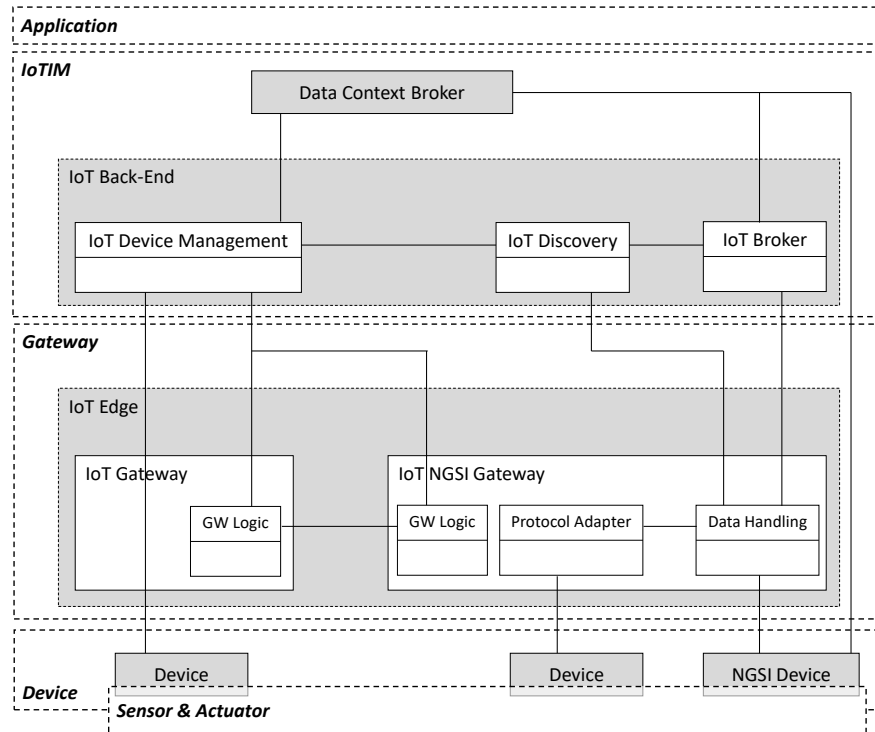 Application
IoTIM
Data Context Broker
IoT Back-End
IoT Device Management
IoT Discovery
IoT Broker
Gateway
IoT Edge
IoT Gateway
IoT NGSI Gateway
GW Logic
GW Logic
Protocol Adapter
Data Handling
Device
Device
NGSI Device
Device
Sensor & Actuator